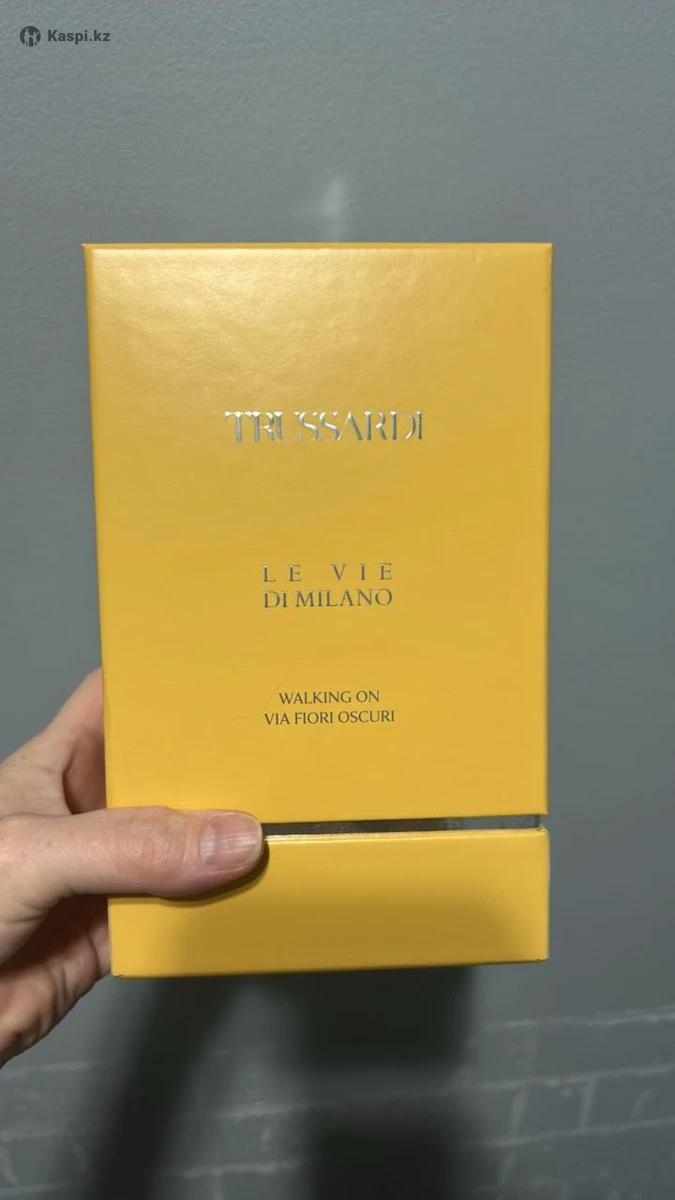 Kaspi.kz
TRUSSARDI
LE VIE
DI MILANO
WALKING ON
VIA FIORI OSCURI